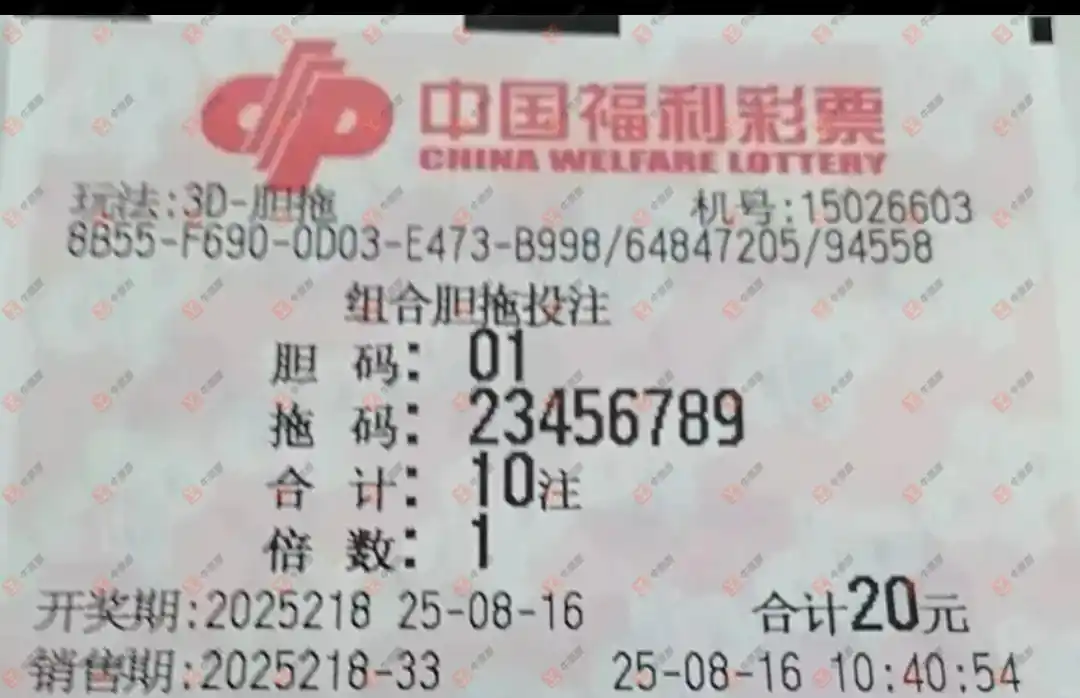 中国福利彩票
CHINA WELFARE LOTTERY
玩法:3D-胆拖 机号:15026603
8B55-F690-0D03-E473-B998/64847205/94558
组合胆拖投注
胆 码: 01
拖 码: 23456789
合 计: 10注
倍 数: 1
开奖期:2025218 25-08-16 合计20元
销售期:2025218-33 25-08-16 10:40:54